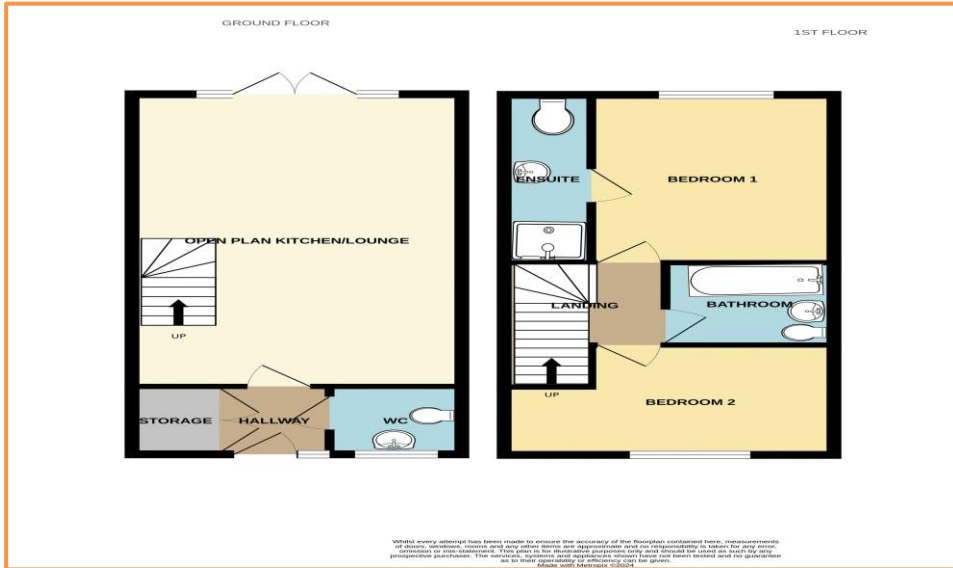 GROUND FLOOR
1ST FLOOR
ENSUITE
BEDROOM 1
OPEN PLAN KITCHEN/LOUNGE
UP
LANDING
BATHROOM
UP
BEDROOM 2
STORAGE
HALLWAY
WC
Whilst every attempt has been made to ensure the accuracy of the floorplan contained here, measurements
of doors, windows, rooms and any other items are approximate and no responsibility is taken for any error,
omission or mis-statement. This plan is for illustrative purposes only and should be used as such by any
prospective purchaser. The services, systems and appliances shown have not been tested and no guarantee
as to their operability or efficiency can be given.
Made with Metropix ©2024